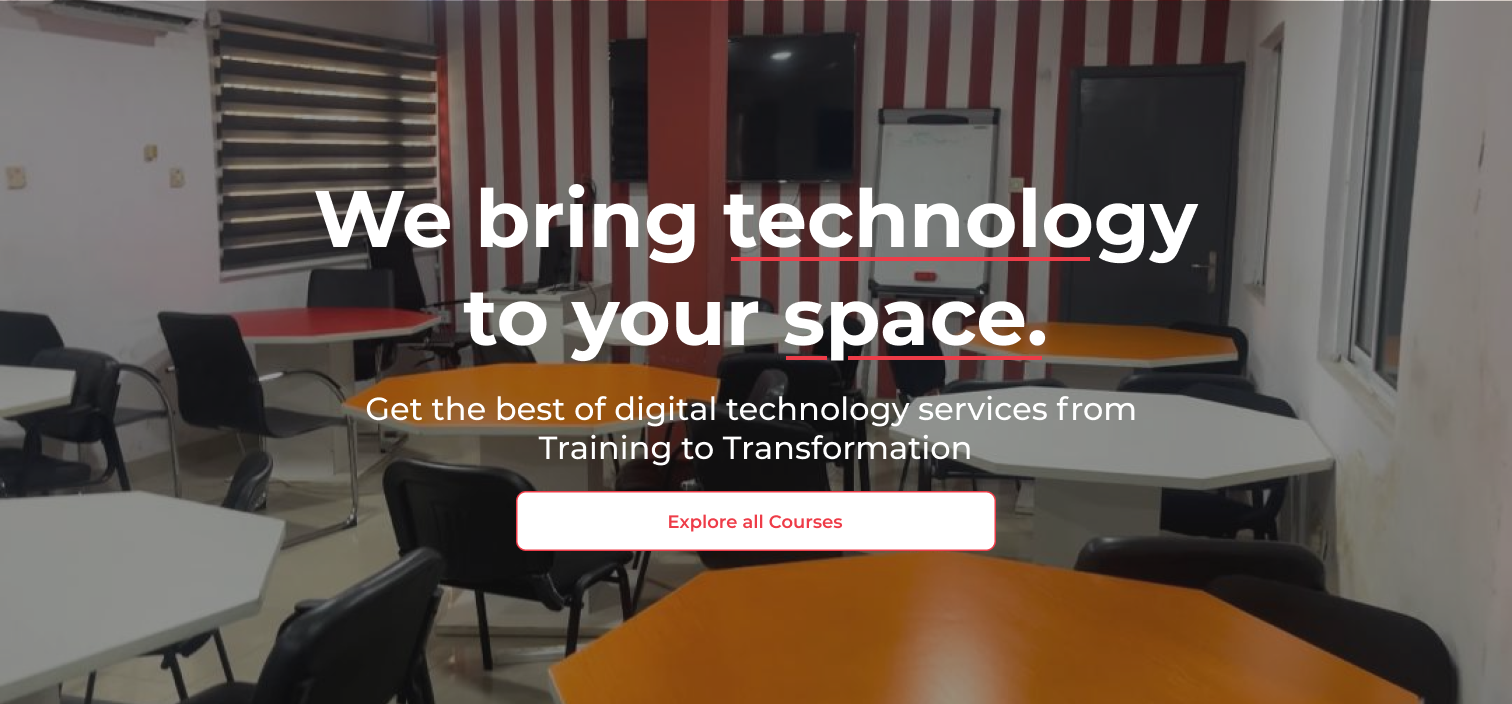 We bring technology
to your space.
Get the best of digital technology services from
Training to Transformation
Explore all Courses